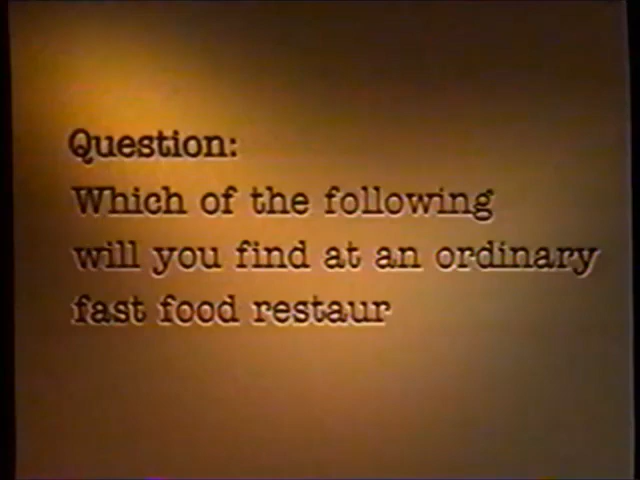 Question:
Which of the following
will you find at an ordinary
fast food restaur